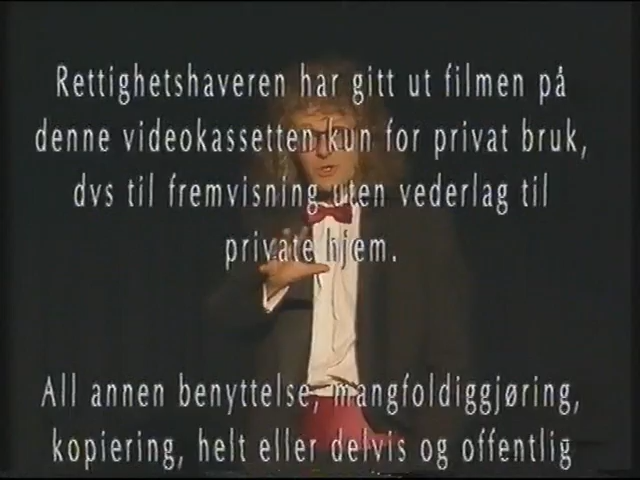 Rettighetshaveren har gitt ut filmen på
denne videokassetten kun for privat bruk,
dvs til fremvisning uten vederlag til
private hjem.
All annen benyttelse, mangfoldiggjøring,
kopiering, helt eller delvis og offentlig